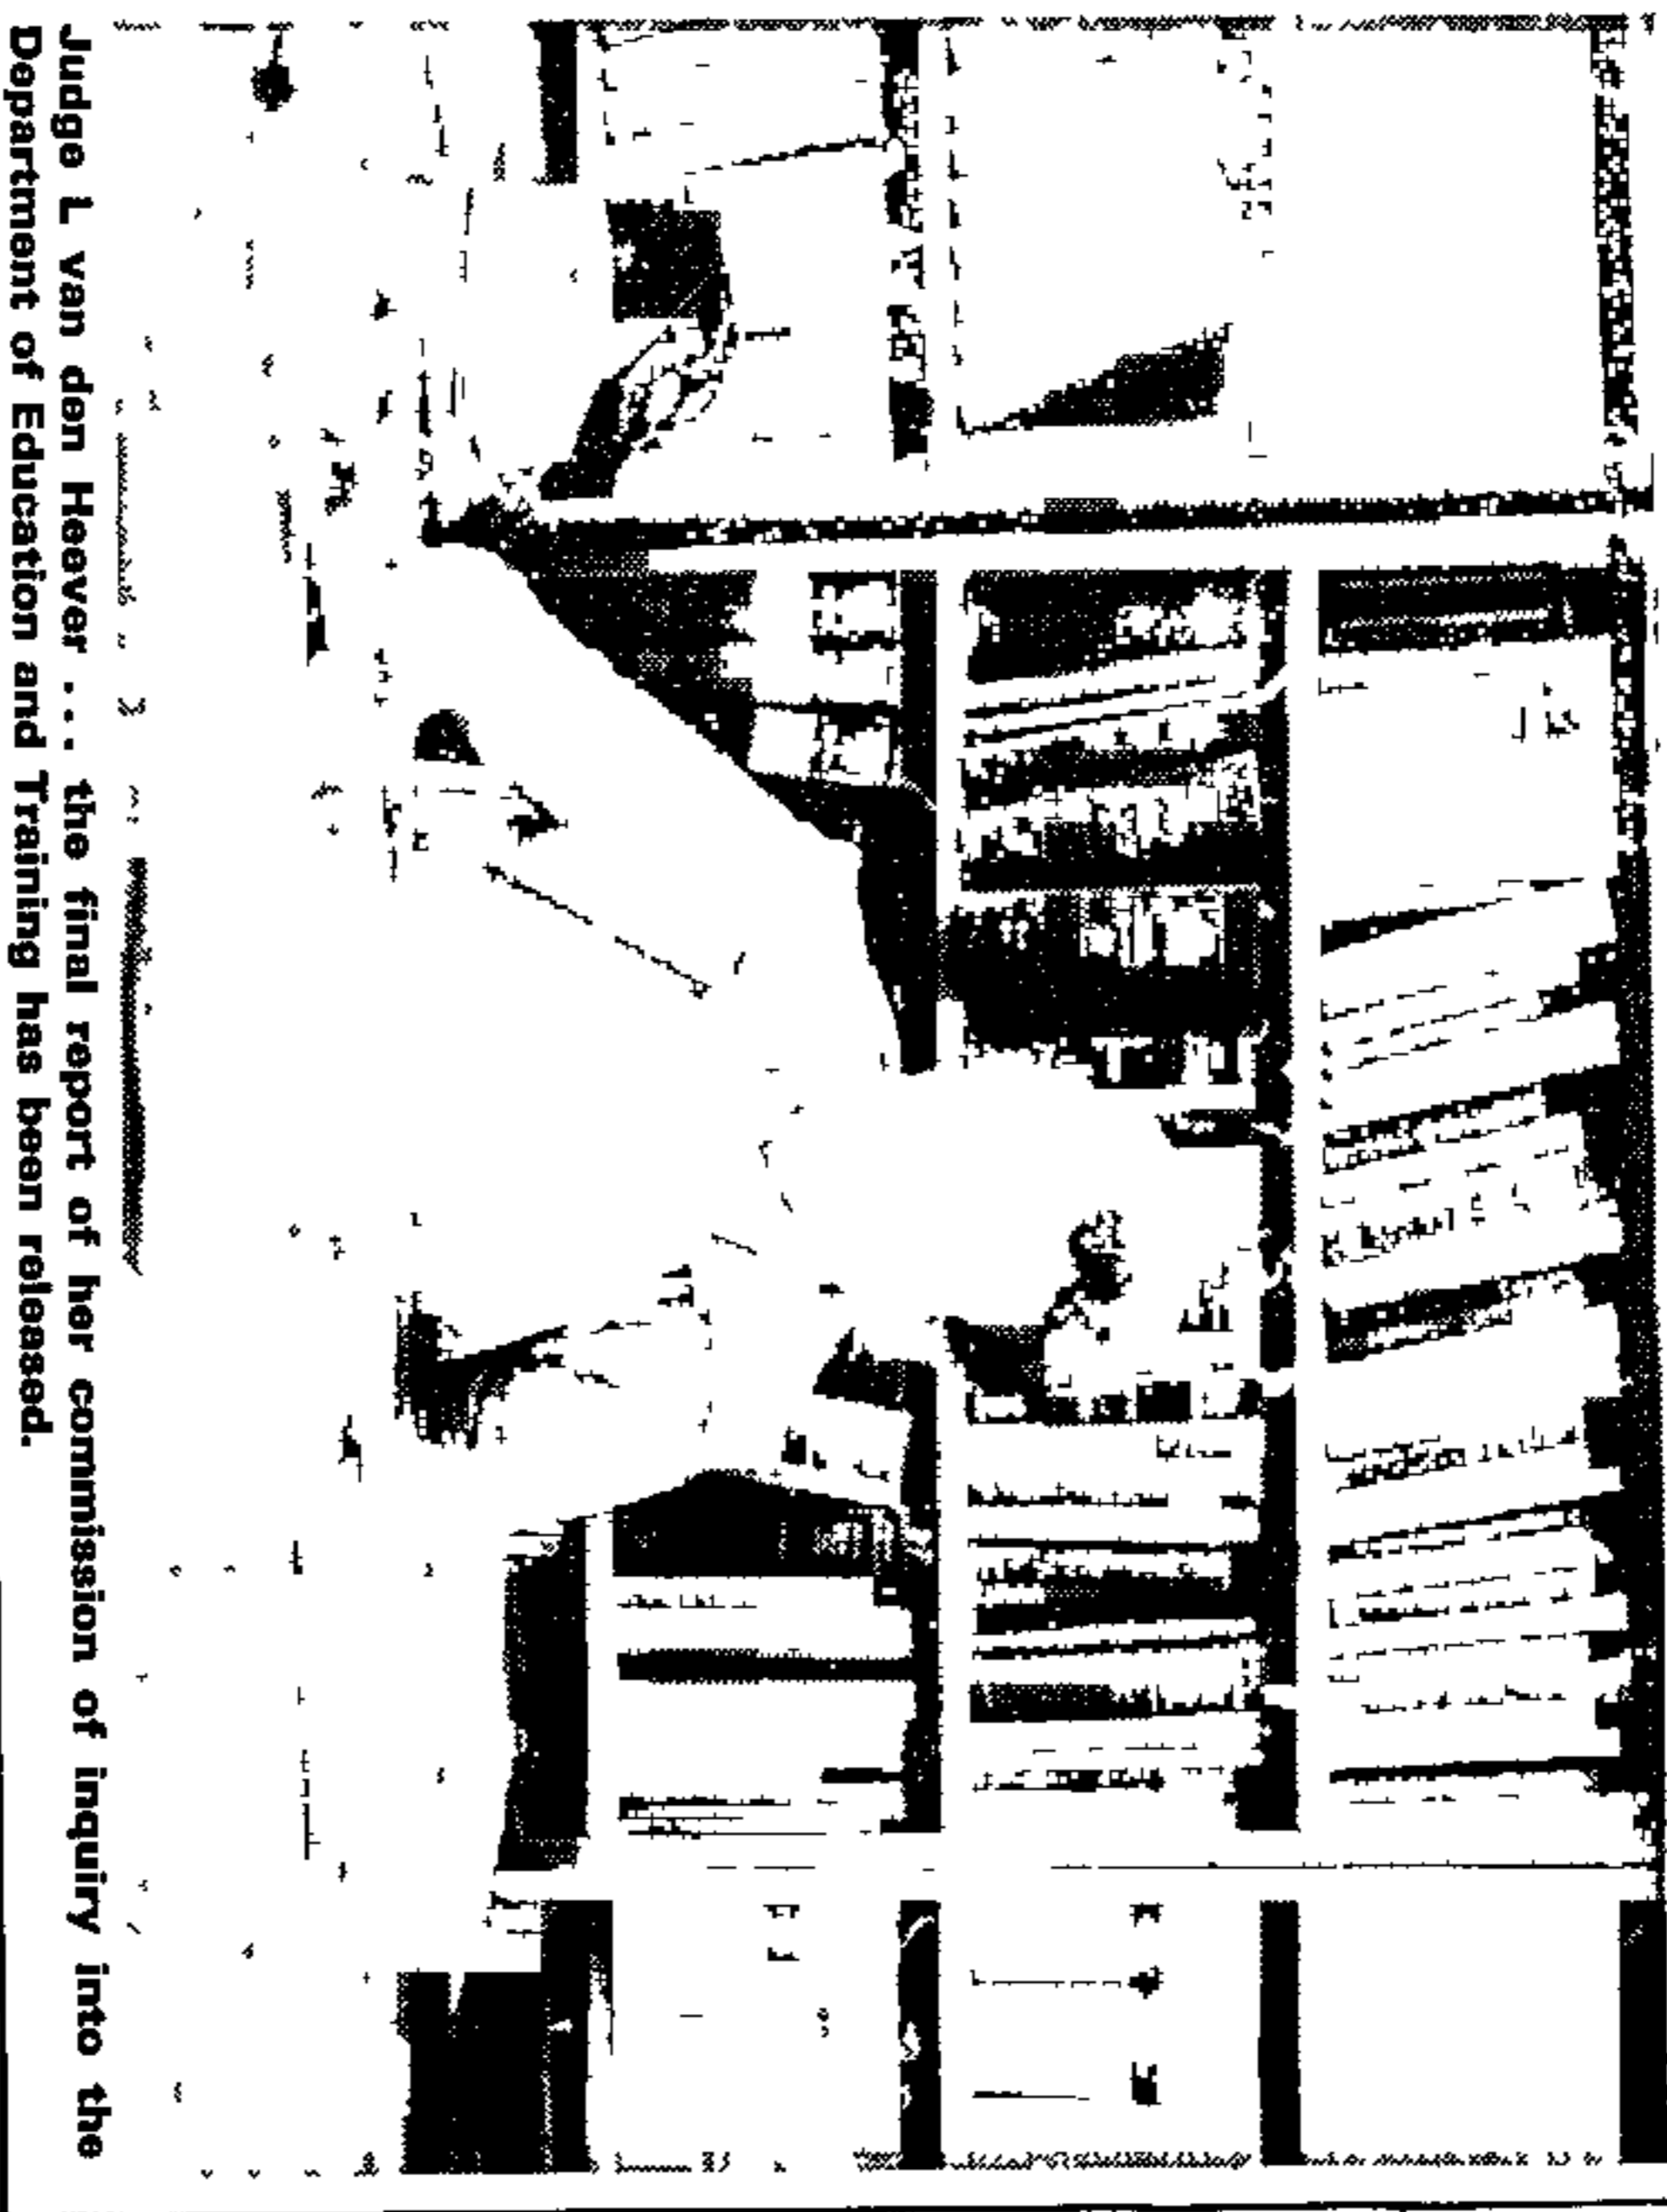 Judge L van den Heever . . . the final report of her commission of inquiry into the
Department of Education and Training has been released.